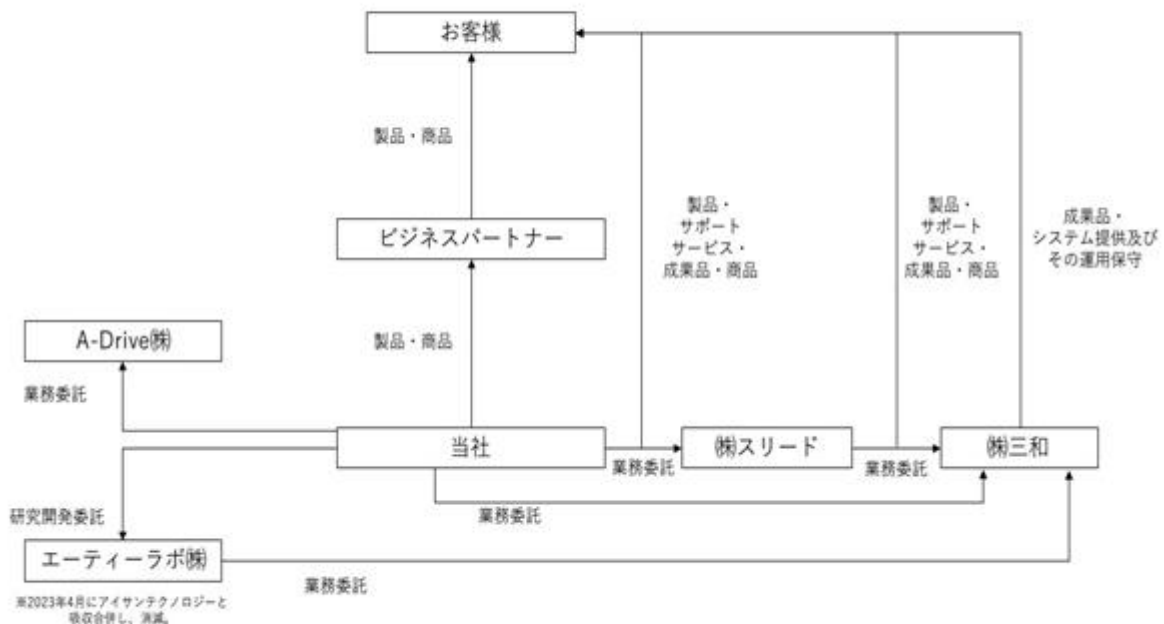 お客様
製品・商品
ビジネスパートナー
製品・
サポート
サービス・
成果品・商品
製品・
サポート
サービス・
成果品・商品
成果品・
システム提供及び
その運用保守
A-Drive㈱
製品・商品
業務委託
当社
㈱スリード
㈱三和
業務委託
業務委託
研究開発委託
業務委託
エーティーラボ㈱
業務委託
※2023年4月にアイサンテクノロジーと
吸収合併し、消滅。